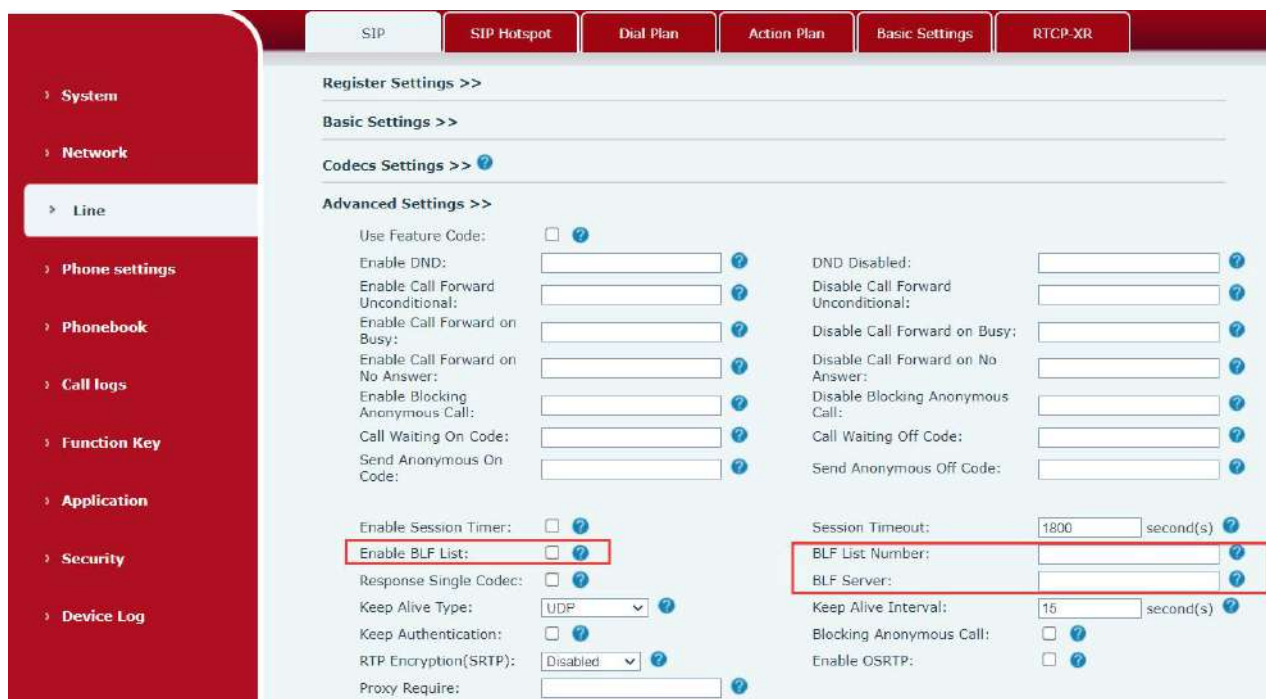 SIP SIP Hotspot Dial Plan Action Plan Basic Settings RTCP-XR
› System
› Network
› Line
› Phone settings
› Phonebook
› Call logs
› Function Key
› Application
› Security
› Device Log
Register Settings >>
Basic Settings >>
Codecs Settings >> ?
Advanced Settings >>
Use Feature Code: ?
Enable DND: ? DND Disabled: ?
Enable Call Forward
Unconditional: ? Disable Call Forward
Unconditional: ?
Enable Call Forward on
Busy: ? Disable Call Forward on Busy: ?
Enable Call Forward on
No Answer: ? Disable Call Forward on No
Answer: ?
Enable Blocking
Anonymous Call: ? Disable Blocking Anonymous
Call: ?
Call Waiting On Code: ? Call Waiting Off Code: ?
Send Anonymous On
Code: ? Send Anonymous Off Code: ?
Enable Session Timer: ? Session Timeout: 1800 second(s) ?
Enable BLF List: ? BLF List Number: ?
Response Single Codec: ? BLF Server: ?
Keep Alive Type: UDP ? Keep Alive Interval: 15 second(s) ?
Keep Authentication: ? Blocking Anonymous Call: ?
RTP Encryption(SRTP): Disabled ? Enable OSRTP: ?
Proxy Require: ?